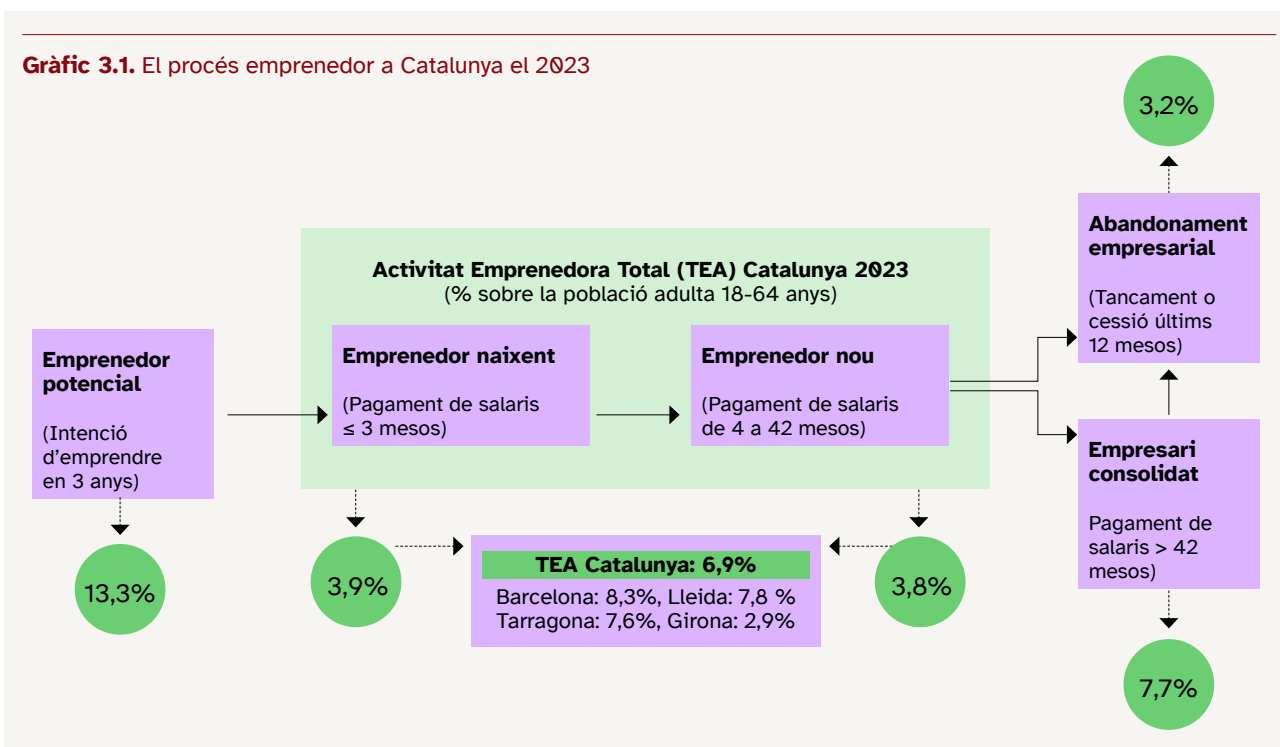 Gràfic 3.1. El procés emprenedor a Catalunya el 2023
3,2%
Abandonament
empresarial
(Tancament o
cessió últims
12 mesos)
Activitat Emprenedora Total (TEA) Catalunya 2023
(% sobre la població adulta 18-64 anys)
Emprenedor
potencial
(Intenció
d’emprendre
en 3 anys)
Emprenedor naixent
(Pagament de salaris
≤ 3 mesos)
Emprenedor nou
(Pagament de salaris
de 4 a 42 mesos)
Empresari
consolidat
Pagament de
salaris > 42
mesos)
13,3%
3,9%
TEA Catalunya: 6,9%
Barcelona: 8,3%, Lleida: 7,8 %
Tarragona: 7,6%, Girona: 2,9%
3,8%
7,7%